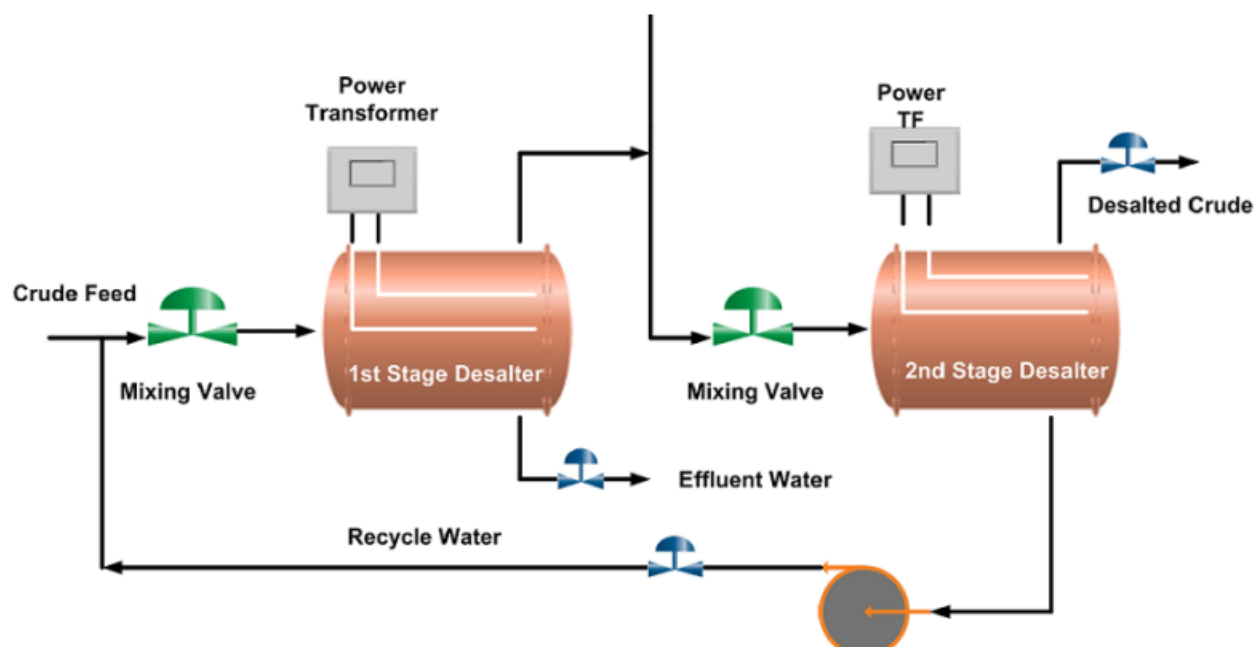 Power
Transformer
Power
TF
Desalted Crude
Crude Feed
Mixing Valve
1st Stage Desalter
Mixing Valve
2nd Stage Desalter
Effluent Water
Recycle Water